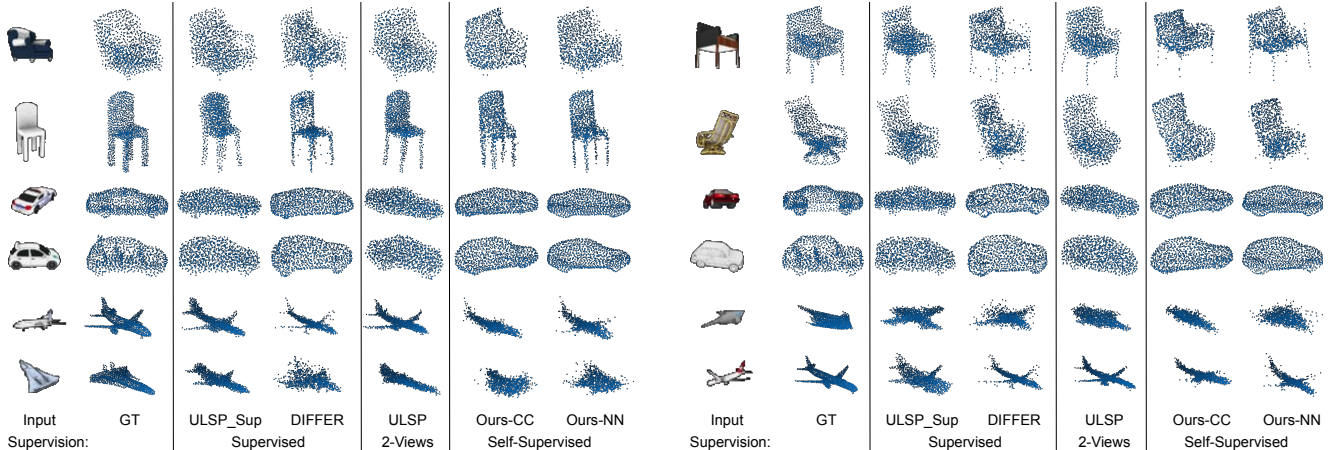 Input GT ULSP_Sup DIFFER ULSP Ours-CC Ours-NN Input GT ULSP_Sup DIFFER ULSP Ours-CC Ours-NN
Supervision: Supervised 2-Views Self-Supervised Supervision: Supervised 2-Views Self-Supervised